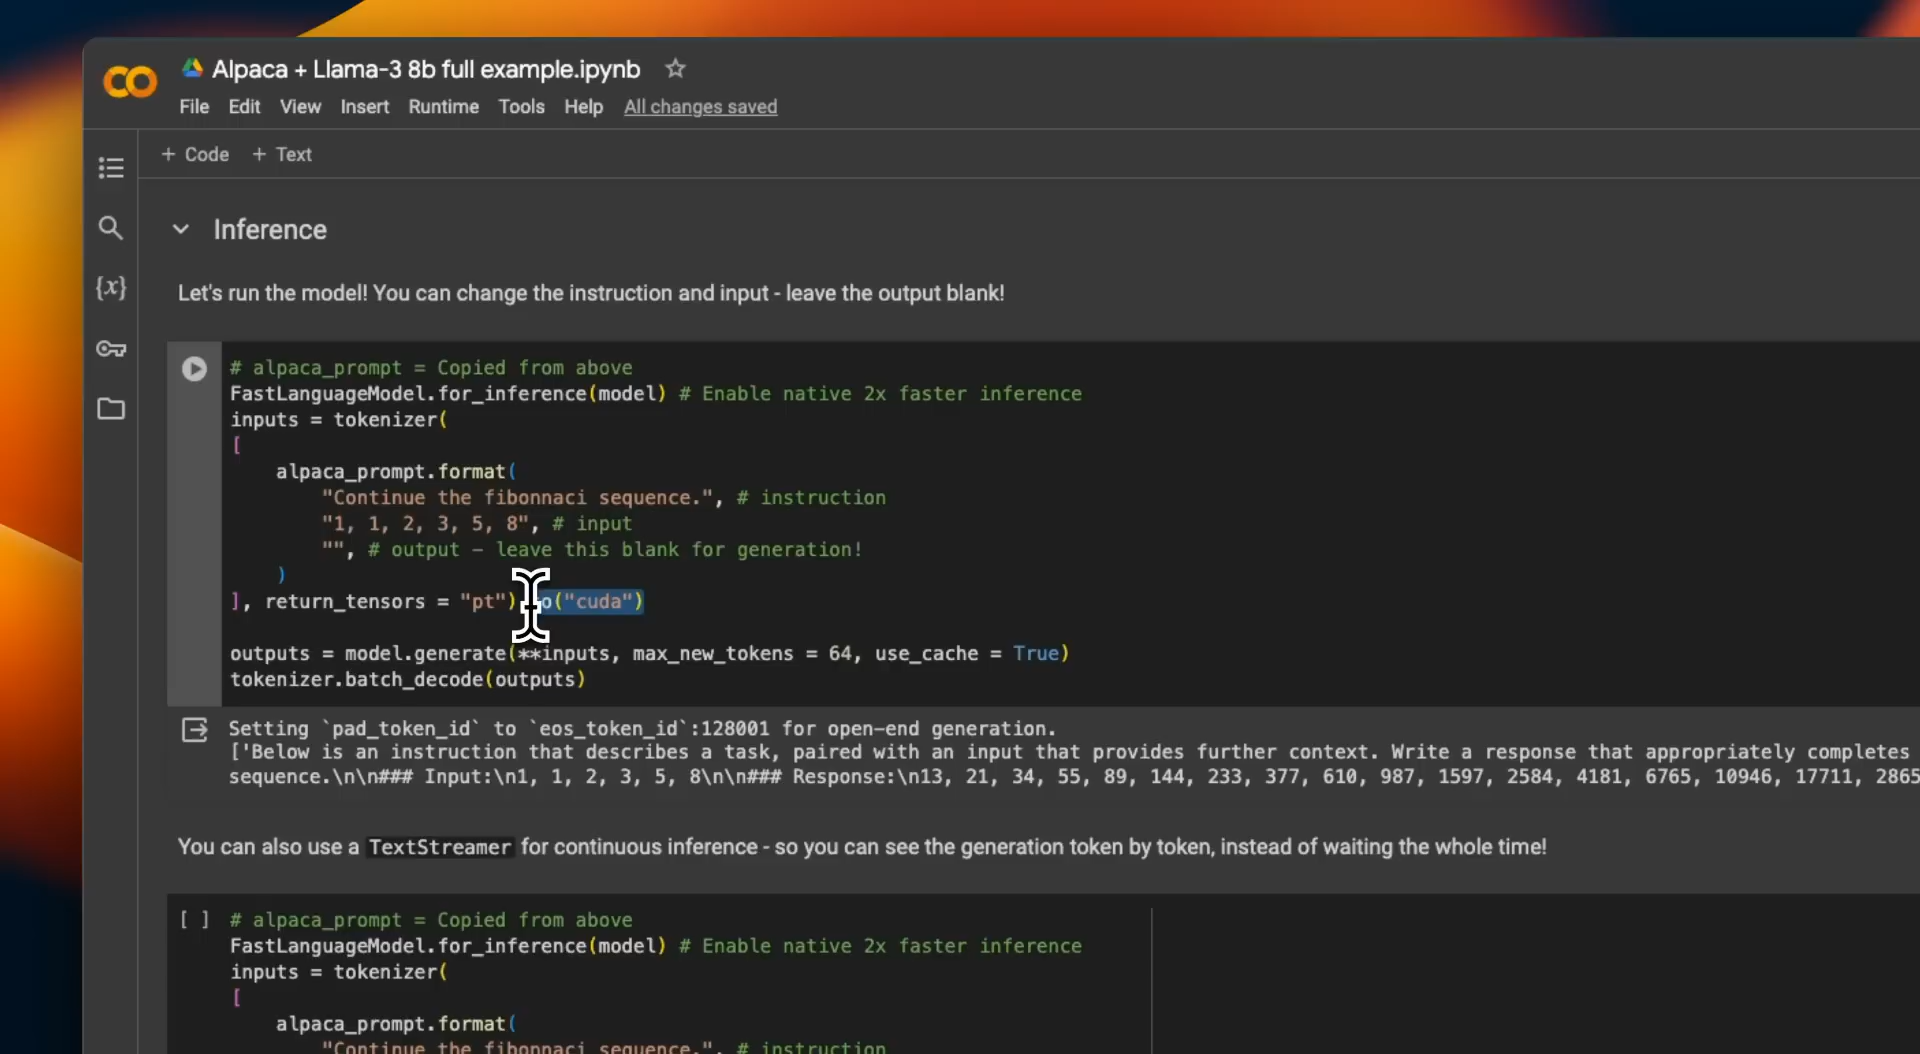 Alpaca + Llama-3 8b full example.ipynb
File Edit View Insert Runtime Tools Help All changes saved
+ Code + Text
Inference
{x}
Let's run the model! You can change the instruction and input - leave the output blank!
# alpaca_prompt = Copied from above
FastLanguageModel.for_inference(model) # Enable native 2x faster inference
inputs = tokenizer(
[
    alpaca_prompt.format(
        "Continue the fibonnaci sequence.", # instruction
        "1, 1, 2, 3, 5, 8", # input
        "", # output - leave this blank for generation!
    )
], return_tensors = "pt") o("cuda")
outputs = model.generate(**inputs, max_new_tokens = 64, use_cache = True)
tokenizer.batch_decode(outputs)
Setting `pad_token_id` to `eos_token_id`:128001 for open-end generation.
['Below is an instruction that describes a task, paired with an input that provides further context. Write a response that appropriately completes
sequence.\n\n### Input:\n1, 1, 2, 3, 5, 8\n\n### Response:\n13, 21, 34, 55, 89, 144, 233, 377, 610, 987, 1597, 2584, 4181, 6765, 10946, 17711, 2865
You can also use a TextStreamer for continuous inference - so you can see the generation token by token, instead of waiting the whole time!
[ ] # alpaca_prompt = Copied from above
FastLanguageModel.for_inference(model) # Enable native 2x faster inference
inputs = tokenizer(
[
    alpaca_prompt.format(
        "Continue the fibonnaci sequence.", # instruction